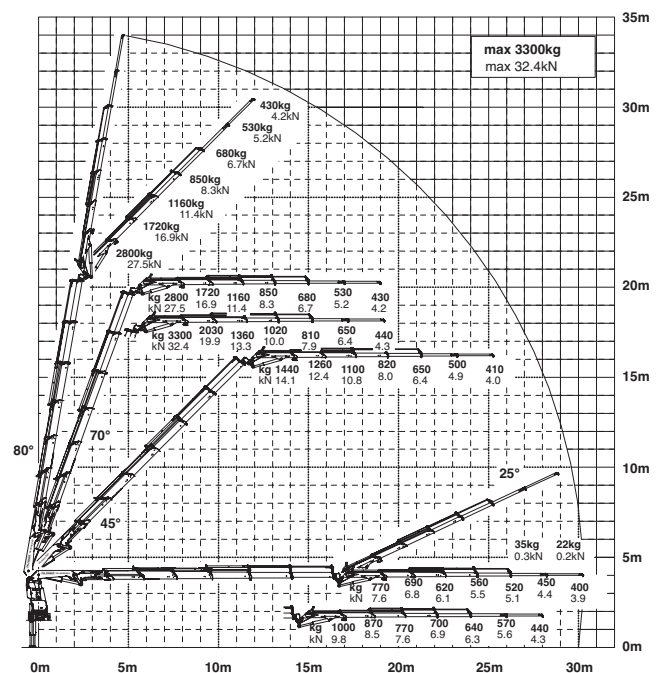 35m
max 3300kg
max 32.4kN
30m
430kg
4.2kN
530kg
5.2kN
680kg
6.7kN
850kg
8.3kN
1160kg
11.4kN
1720kg
16.9kN
2800kg
27.5kN
25m
20m
kg 2800 1720 1160 850 680 530 430
kN 27.5 16.9 11.4 8.3 6.7 5.2 4.2
kg 3300 2030 1360 1020 810 650 440
kN 32.4 19.9 13.3 10.0 7.9 6.4 4.3
kg 1440 1260 1100 820 650 500 410
kN 14.1 12.4 10.8 8.0 6.4 4.9 4.0
15m
80°
70°
45°
10m
25°
35kg 22kg
0.3kN 0.2kN
5m
kg 770 690 620 560 520 450 400
kN 7.6 6.8 6.1 5.5 5.1 4.4 3.9
kg 1000 870 770 700 640 570 440
kN 9.8 8.5 7.6 6.9 6.3 5.6 4.3
0m
0m 5m 10m 15m 20m 25m 30m